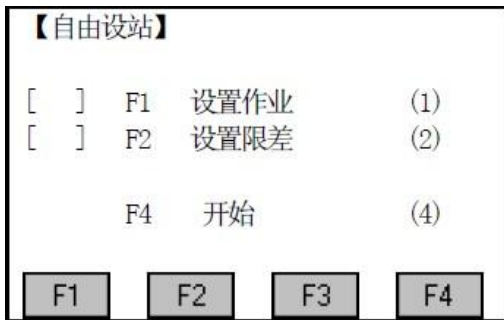 【自由设站】
[ ] F1 设置作业 (1)
[ ] F2 设置限差 (2)
F4 开始 (4)
F1 F2 F3 F4